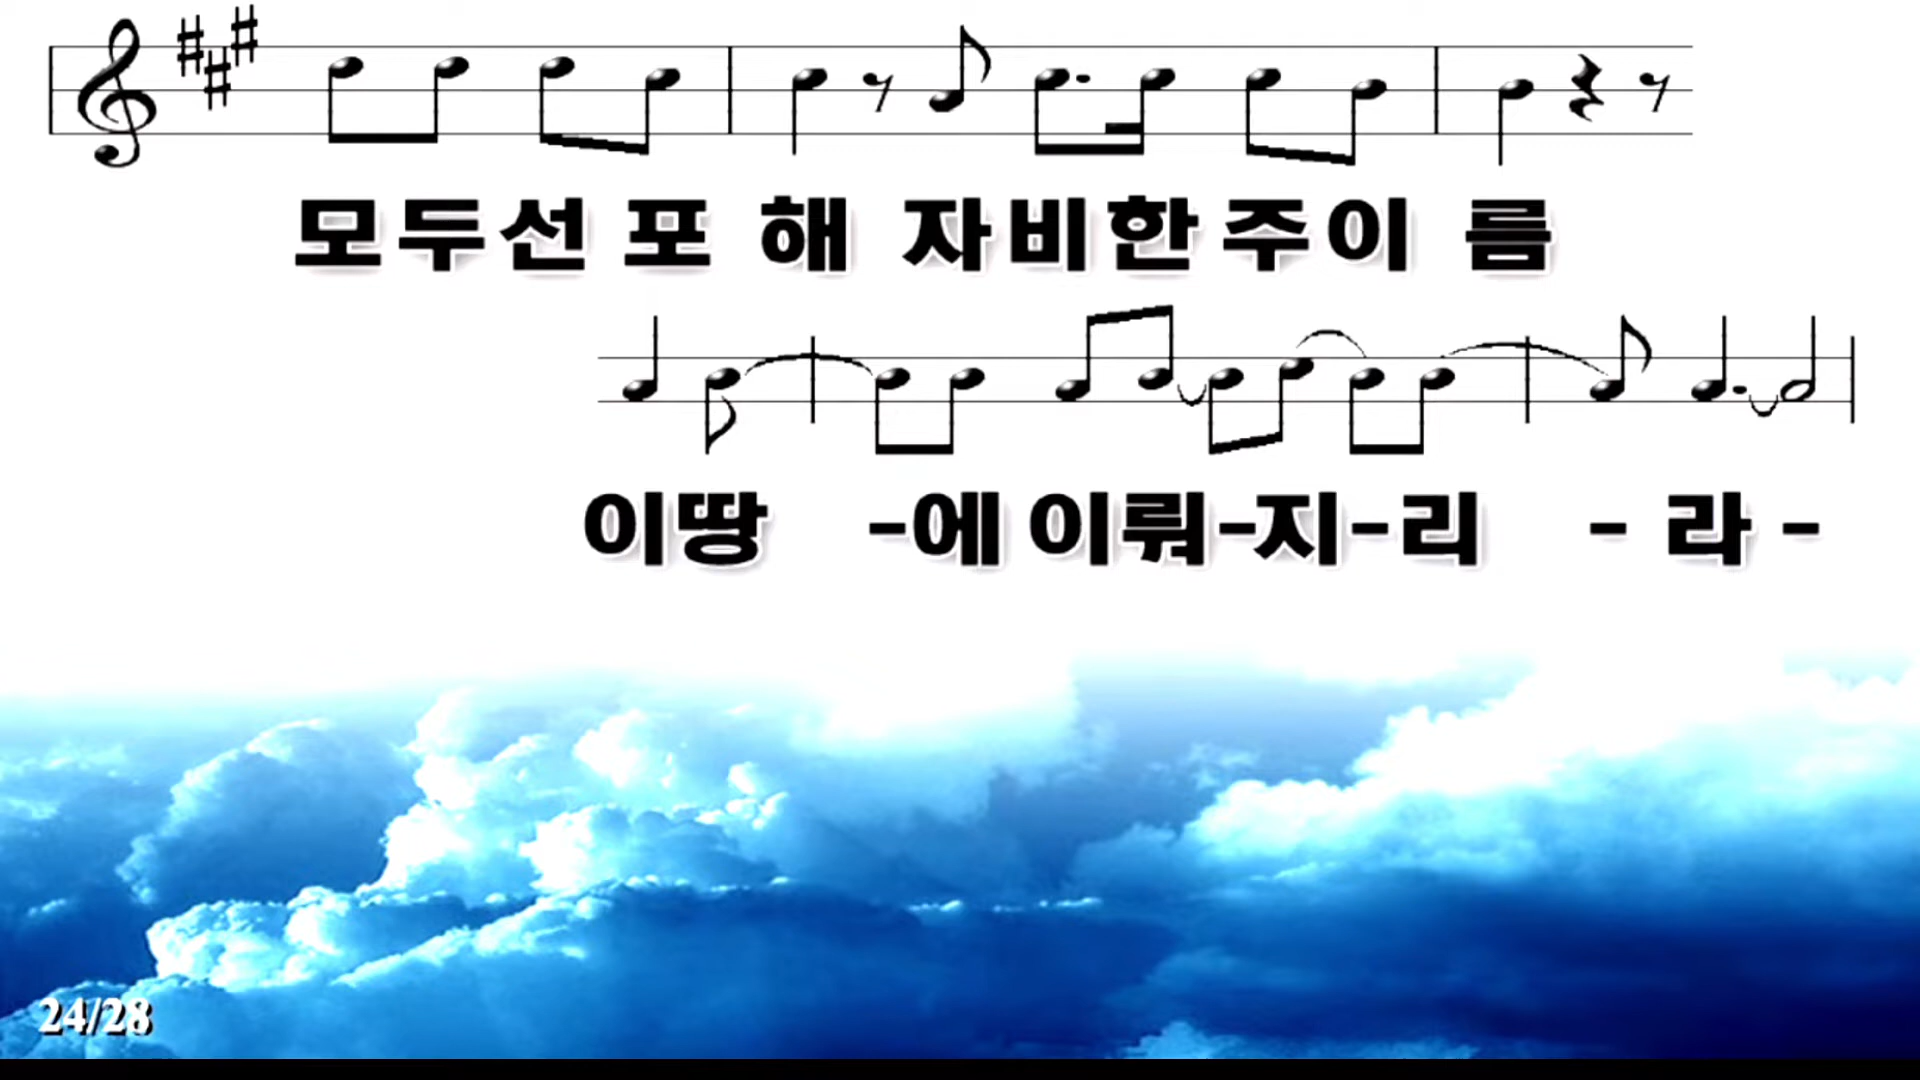 모두선 포 해 자비한주이 름
이땅 -에 이뤄-지-리 - 라 -
24/28